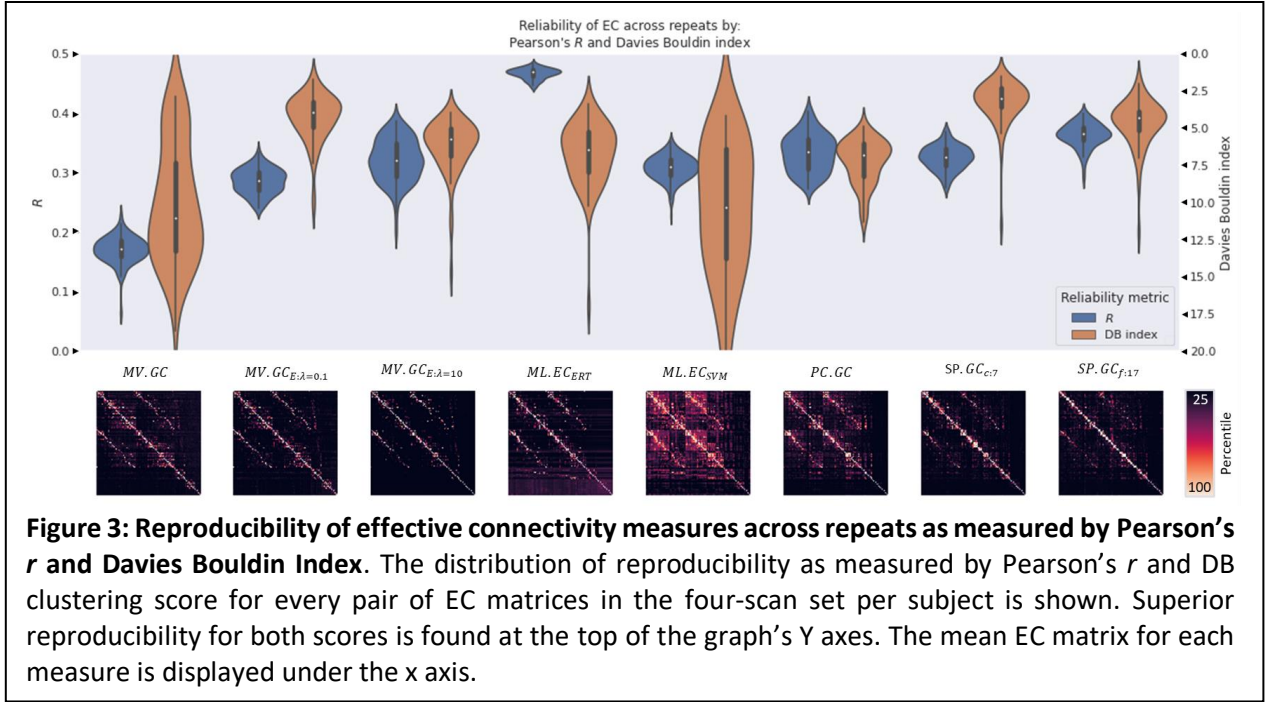 Reliability of EC across repeats by:
Pearson's R and Davies Bouldin index
0.5
0.4
0.3
0.2
0.1
0.0
R
0.0
2.5
5.0
7.5
10.0
12.5
15.0
17.5
20.0
Davies Bouldin index
Reliability metric
R
DB index
MV.GC
MV.GC_{E:λ=0.1}
MV.GC_{E:λ=10}
ML.EC_{ERT}
ML.EC_{SVM}
PC.GC
SP.GC_{c:7}
SP.GC_{f:17}
25
100
Percentile
Figure 3: Reproducibility of effective connectivity measures across repeats as measured by Pearson’s
r and Davies Bouldin Index. The distribution of reproducibility as measured by Pearson’s r and DB
clustering score for every pair of EC matrices in the four-scan set per subject is shown. Superior
reproducibility for both scores is found at the top of the graph’s Y axes. The mean EC matrix for each
measure is displayed under the x axis.